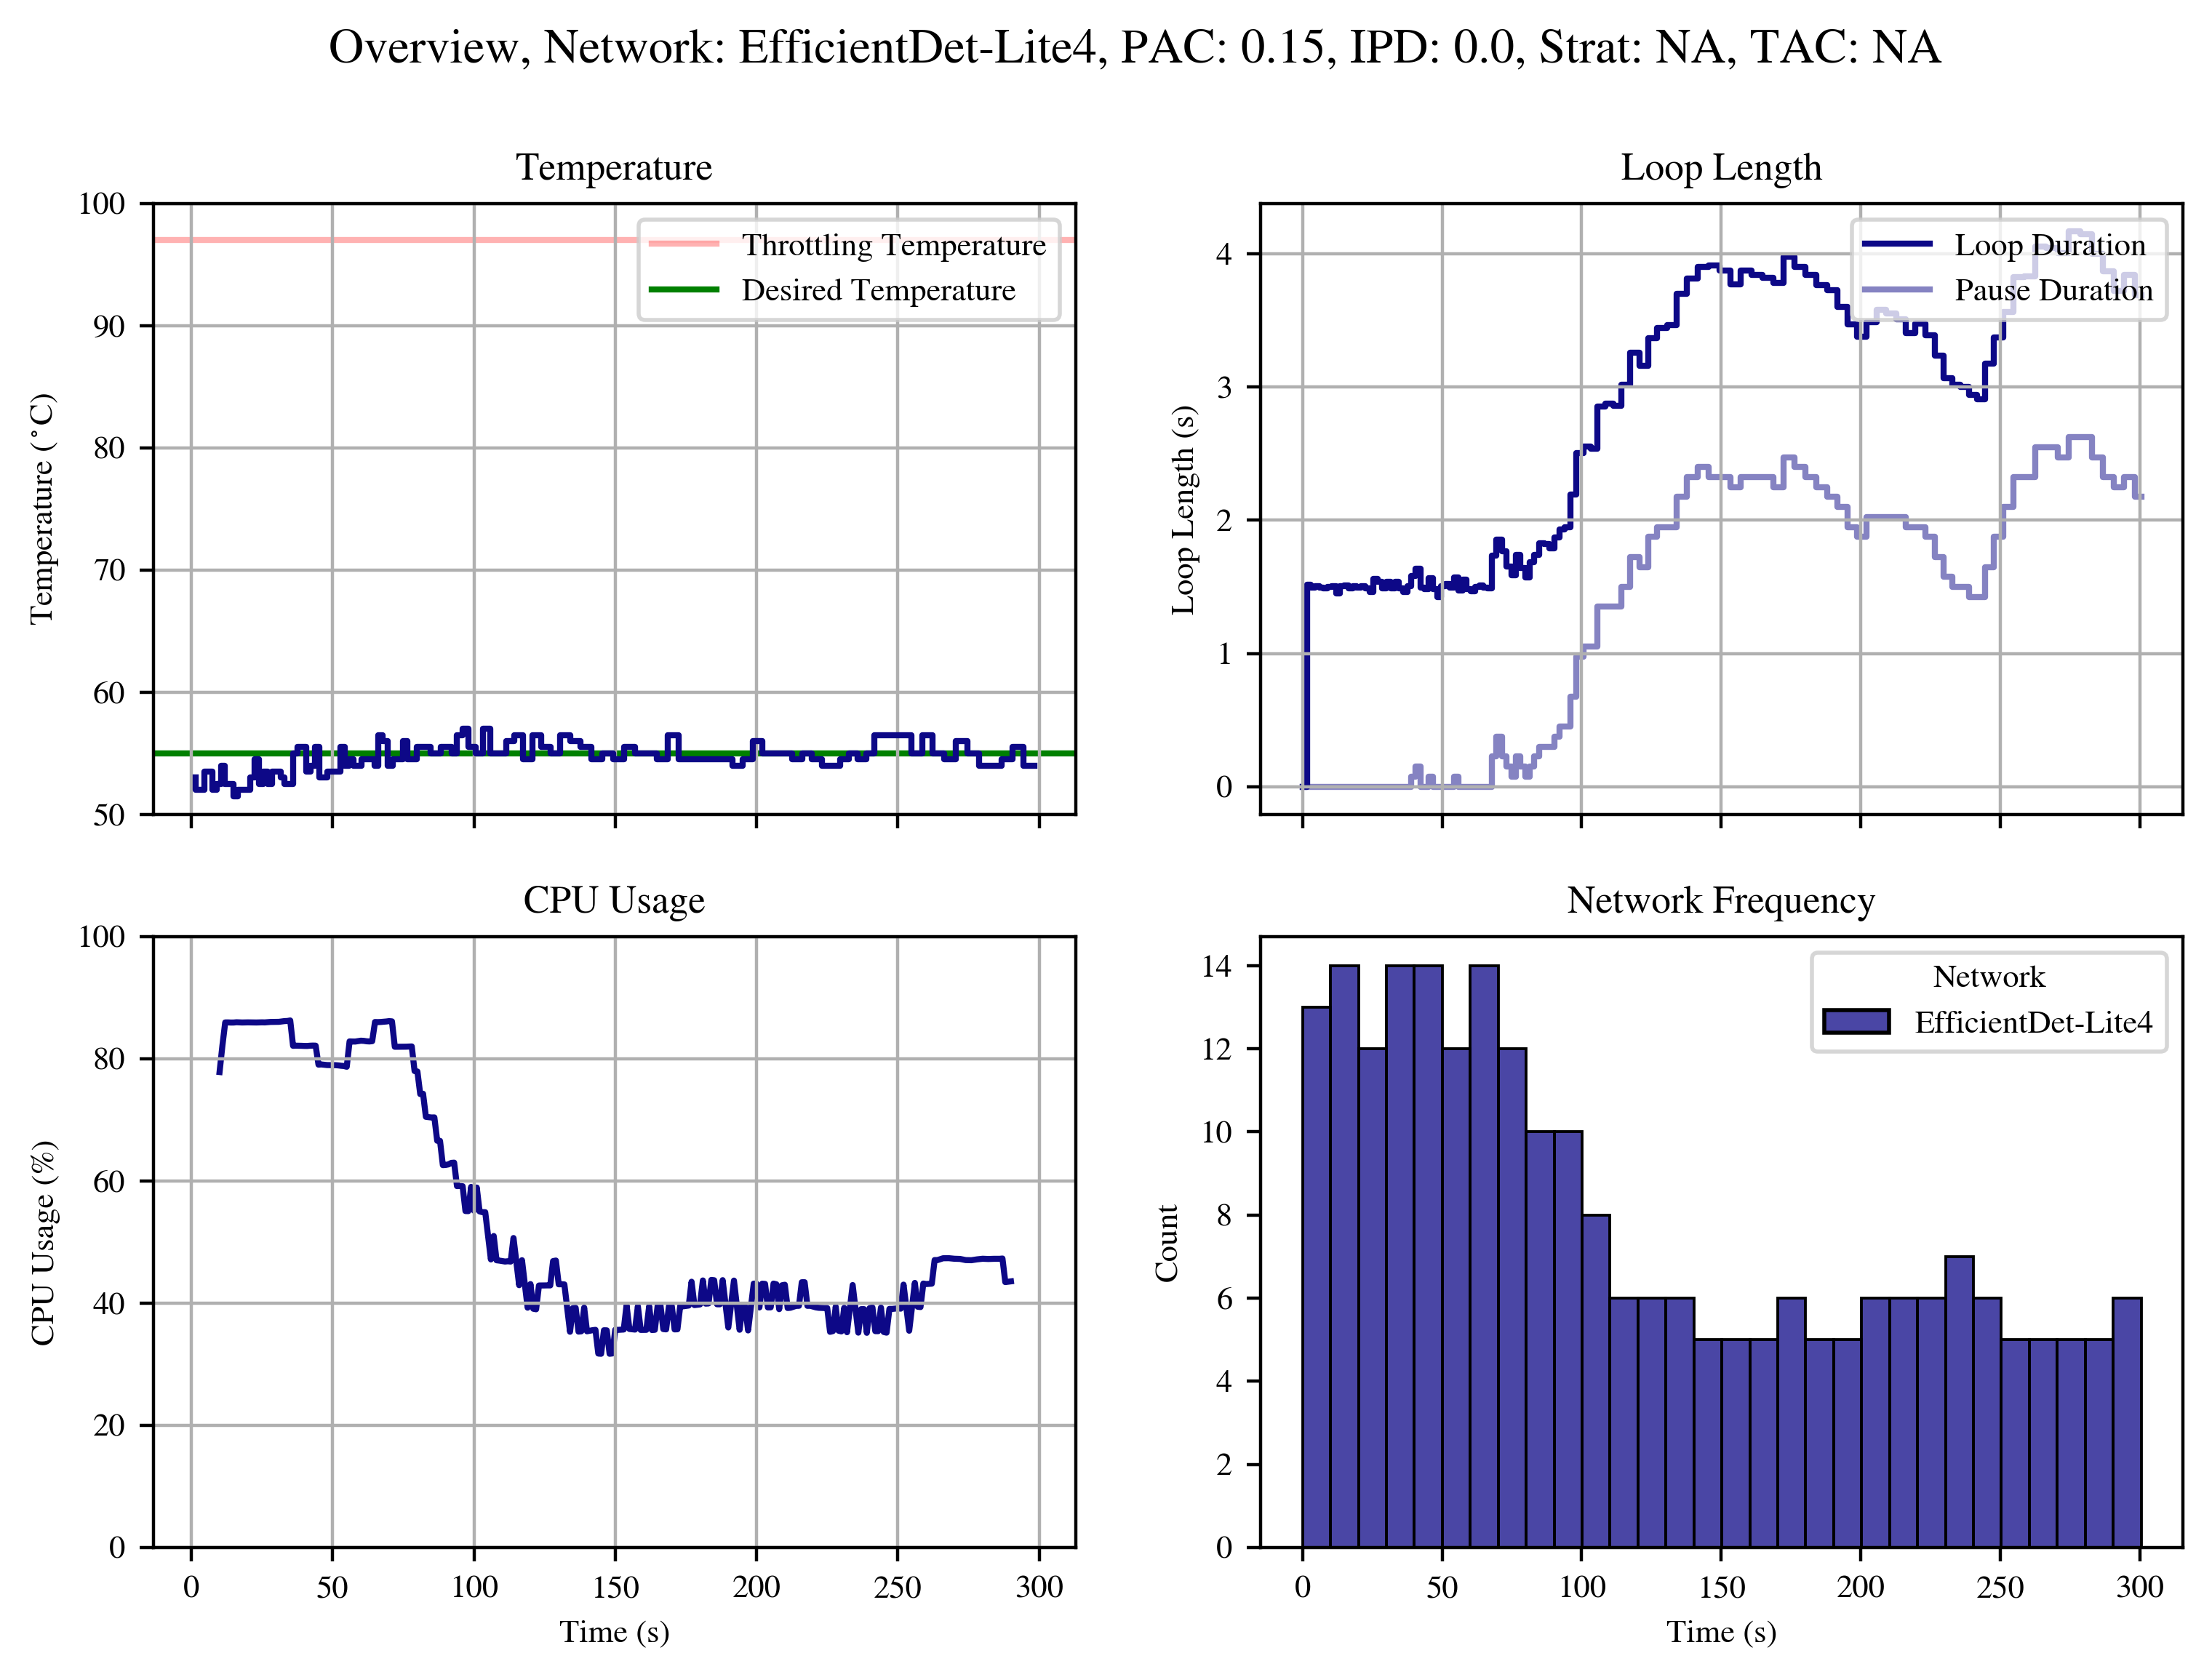 Overview, Network: EfficientDet-Lite4, PAC: 0.15, IPD: 0.0, Strat: NA, TAC: NA
Temperature
100
90
80
70
60
50
Temperature (°C)
Throttling Temperature
Desired Temperature
Loop Length
4
3
2
1
0
Loop Length (s)
Loop Duration
Pause Duration
CPU Usage
100
80
60
40
20
0
CPU Usage (%)
0 50 100 150 200 250 300
Time (s)
Network Frequency
14
12
10
8
6
4
2
0
Count
Network
EfficientDet-Lite4
0 50 100 150 200 250 300
Time (s)